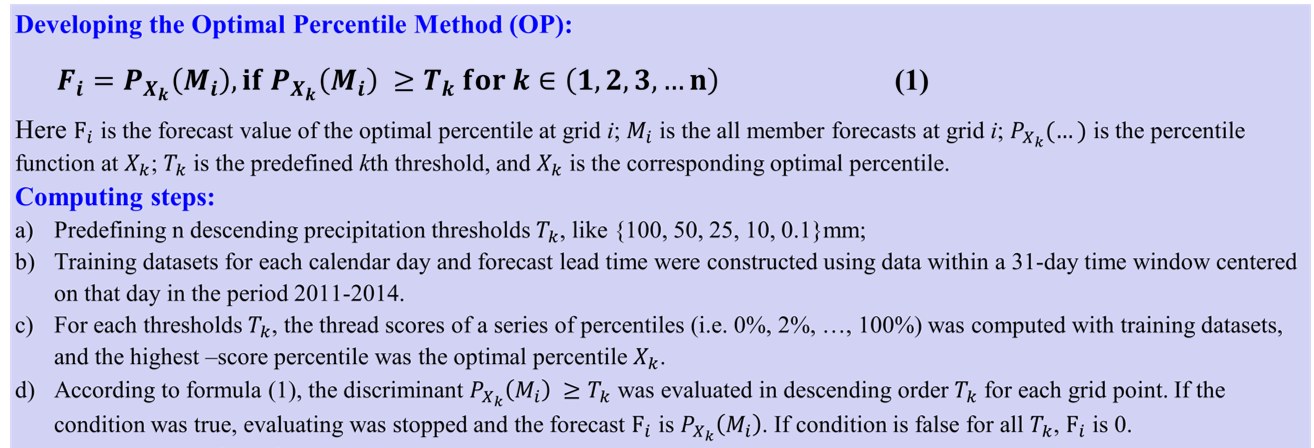 Developing the Optimal Percentile Method (OP):
F_i = P_{X_k}(M_i), if P_{X_k}(M_i) ≥ T_k for k ∈ (1, 2, 3, … n) (1)
Here F_i is the forecast value of the optimal percentile at grid i; M_i is the all member forecasts at grid i; P_{X_k}(…) is the percentile
function at X_k; T_k is the predefined kth threshold, and X_k is the corresponding optimal percentile.
Computing steps:
a) Predefining n descending precipitation thresholds T_k, like {100, 50, 25, 10, 0.1}mm;
b) Training datasets for each calendar day and forecast lead time were constructed using data within a 31-day time window centered
on that day in the period 2011-2014.
c) For each thresholds T_k, the thread scores of a series of percentiles (i.e. 0%, 2%, …, 100%) was computed with training datasets,
and the highest –score percentile was the optimal percentile X_k.
d) According to formula (1), the discriminant P_{X_k}(M_i) ≥ T_k was evaluated in descending order T_k for each grid point. If the
condition was true, evaluating was stopped and the forecast F_i is P_{X_k}(M_i). If condition is false for all T_k, F_i is 0.